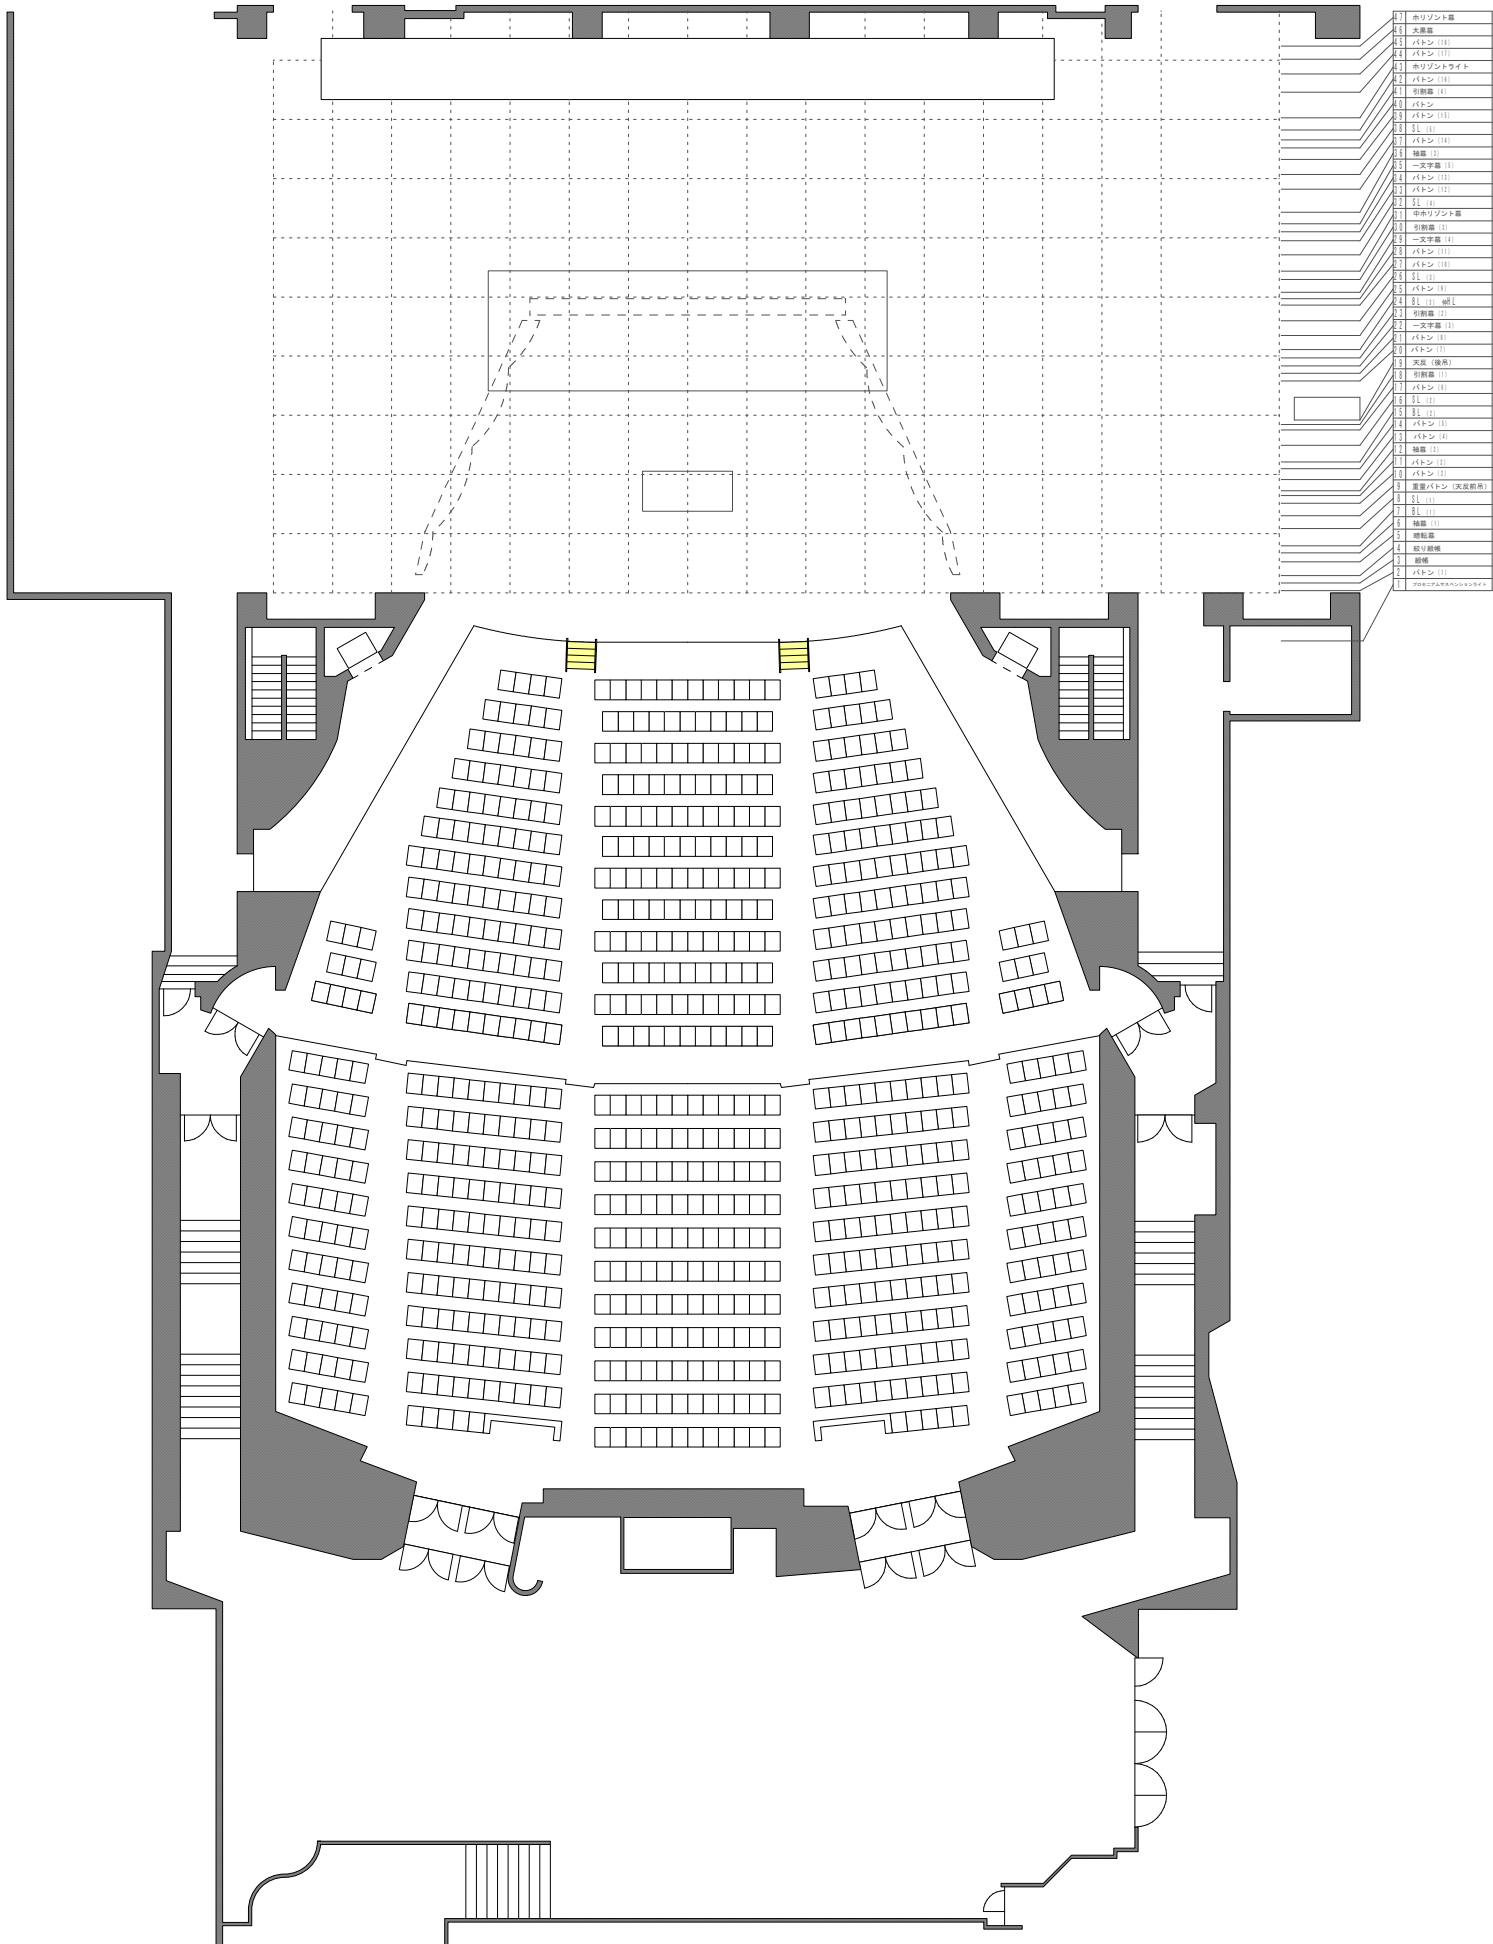 47 ホリゾント幕
46 大黒幕
45 バトン (18)
44 バトン (17)
43 ホリゾントライト
42 バトン (16)
41 引割幕 (4)
40 バトン
39 バトン (15)
38 SL (5)
37 バトン (14)
36 袖幕 (3)
35 一文字幕 (5)
34 バトン (13)
33 バトン (12)
32 SL (4)
31 中ホリゾント幕
30 引割幕 (3)
29 一文字幕 (4)
28 バトン (11)
27 バトン (10)
26 SL (3)
25 バトン (9)
24 BL (3)
23 引割幕 (2)
22 一文字幕 (3)
21 バトン (8)
20 バトン (7)
19 天反 (後吊)
18 引割幕 (1)
17 バトン (6)
16 SL (2)
15 BL (2)
14 バトン (5)
13 バトン (4)
12 袖幕 (2)
11 バトン (3)
10 バトン (2)
9 重量バトン (天反前吊)
8 SL (1)
7 BL (1)
6 袖幕 (1)
5 暗転幕
4 絞り緞帳
3 緞帳
2 バトン (1)
1 プロセニアムサスペンションライト